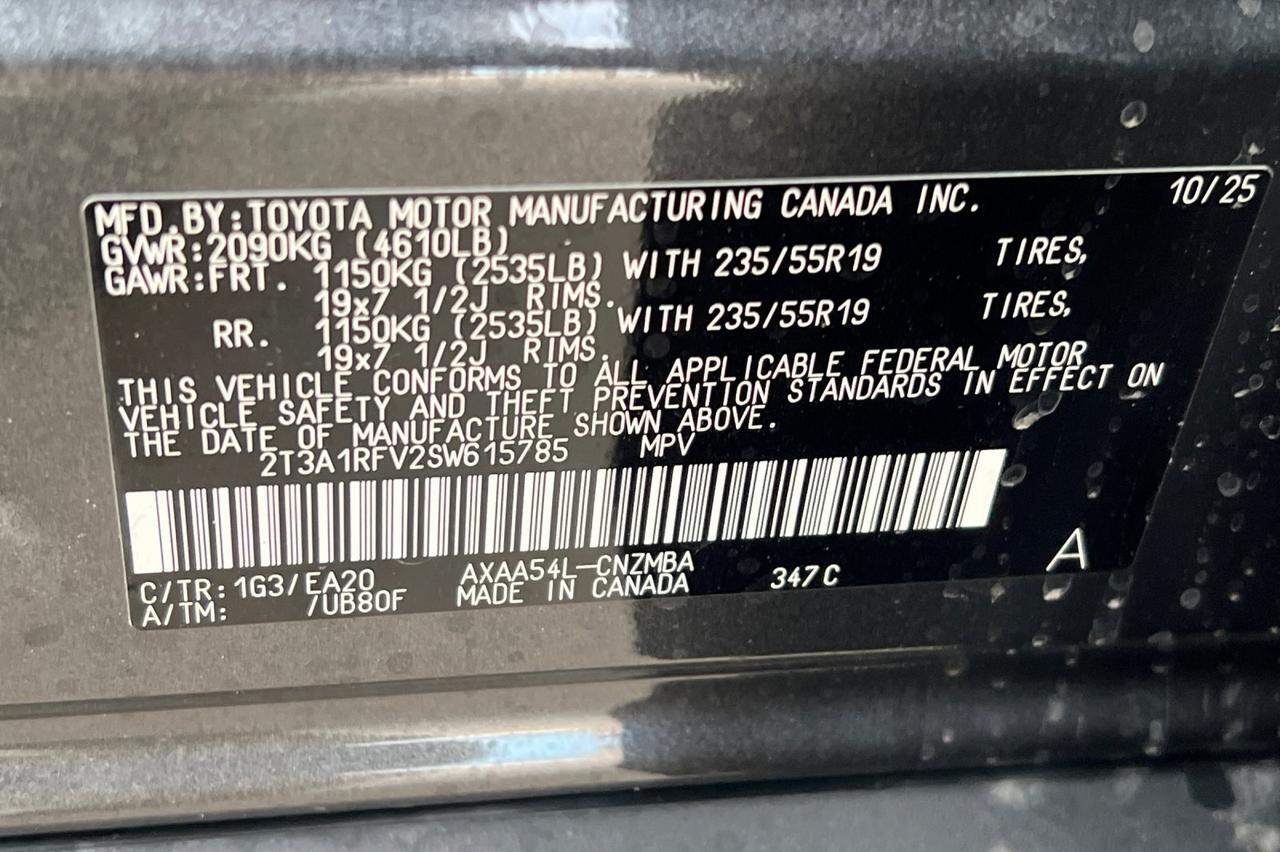 MFD.BY:TOYOTA MOTOR MANUFACTURING CANADA INC. 10/25
GVWR:2090KG (4610LB)
GAWR:FRT. 1150KG (2535LB) WITH 235/55R19 TIRES,
19x7 1/2J RIMS.
RR. 1150KG (2535LB) WITH 235/55R19 TIRES,
19x7 1/2J RIMS.
THIS VEHICLE CONFORMS TO ALL APPLICABLE FEDERAL MOTOR
VEHICLE SAFETY AND THEFT PREVENTION STANDARDS IN EFFECT ON
THE DATE OF MANUFACTURE SHOWN ABOVE.
2T3A1RFV2SW615785 MPV
C/TR: 1G3/EA20 AXAA54L-CNZMBA 347C A
A/TM: /UB80F MADE IN CANADA